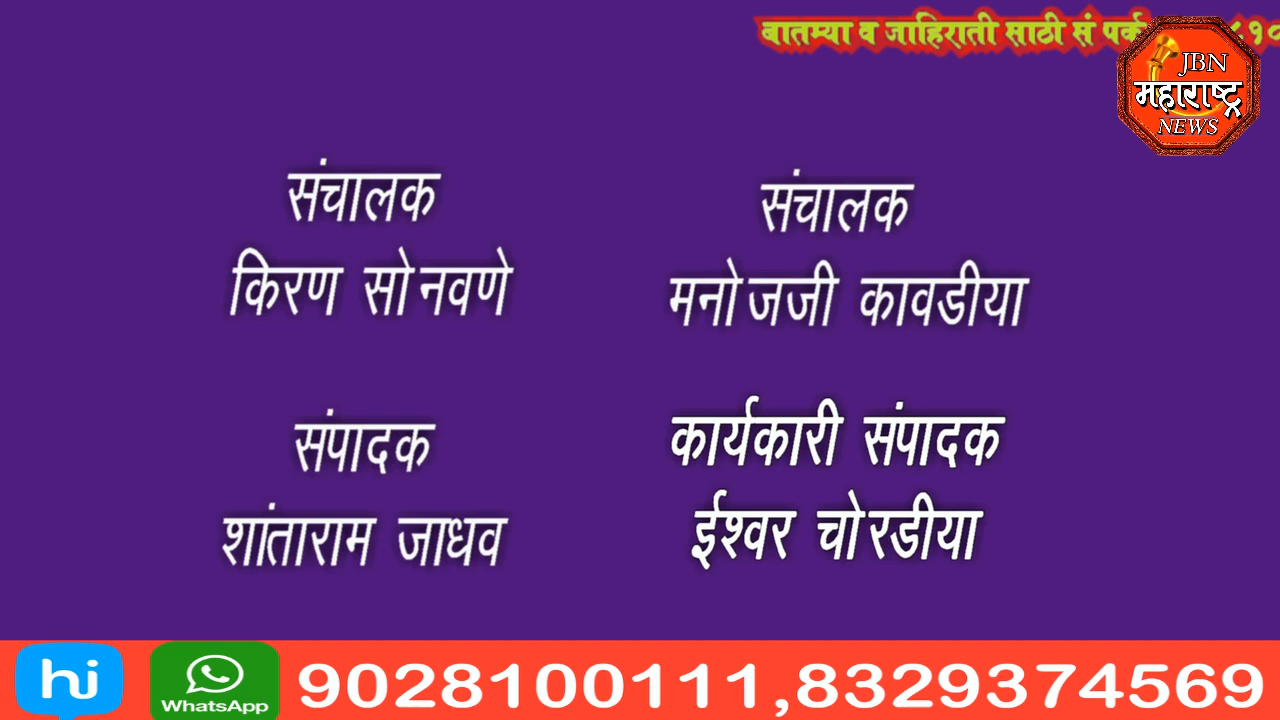 बातम्या व जाहिराती साठी संपर्क
JBN
महाराष्ट्र
NEWS
संचालक
किरण सोनवणे
संचालक
मनोजजी कावडीया
संपादक
शांताराम जाधव
कार्यकारी संपादक
ईश्वर चोरडीया
hi
WhatsApp
9028100111,8329374569